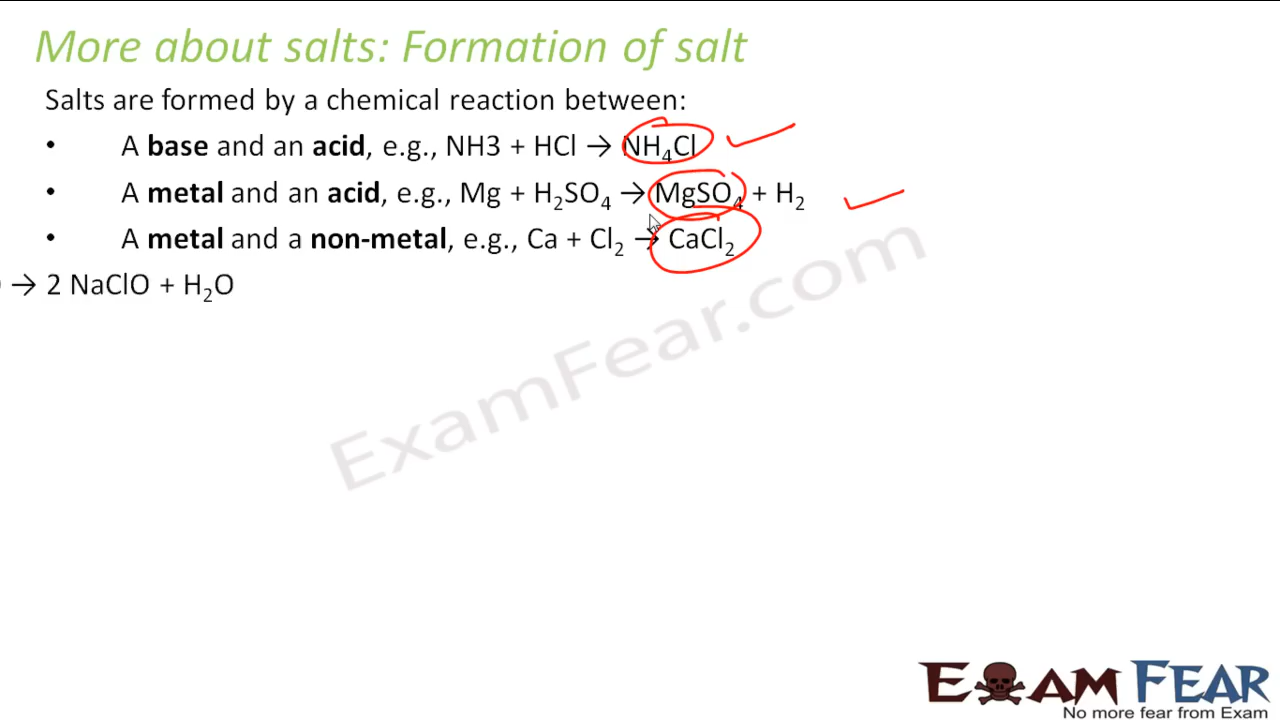 More about salts: Formation of salt
Salts are formed by a chemical reaction between:
• A base and an acid, e.g., NH3 + HCl → NH₄Cl
• A metal and an acid, e.g., Mg + H₂SO₄ → MgSO₄ + H₂
• A metal and a non-metal, e.g., Ca + Cl₂ → CaCl₂
→ 2 NaClO + H₂O
ExamFear.com
EXAM FEAR
No more fear from Exam